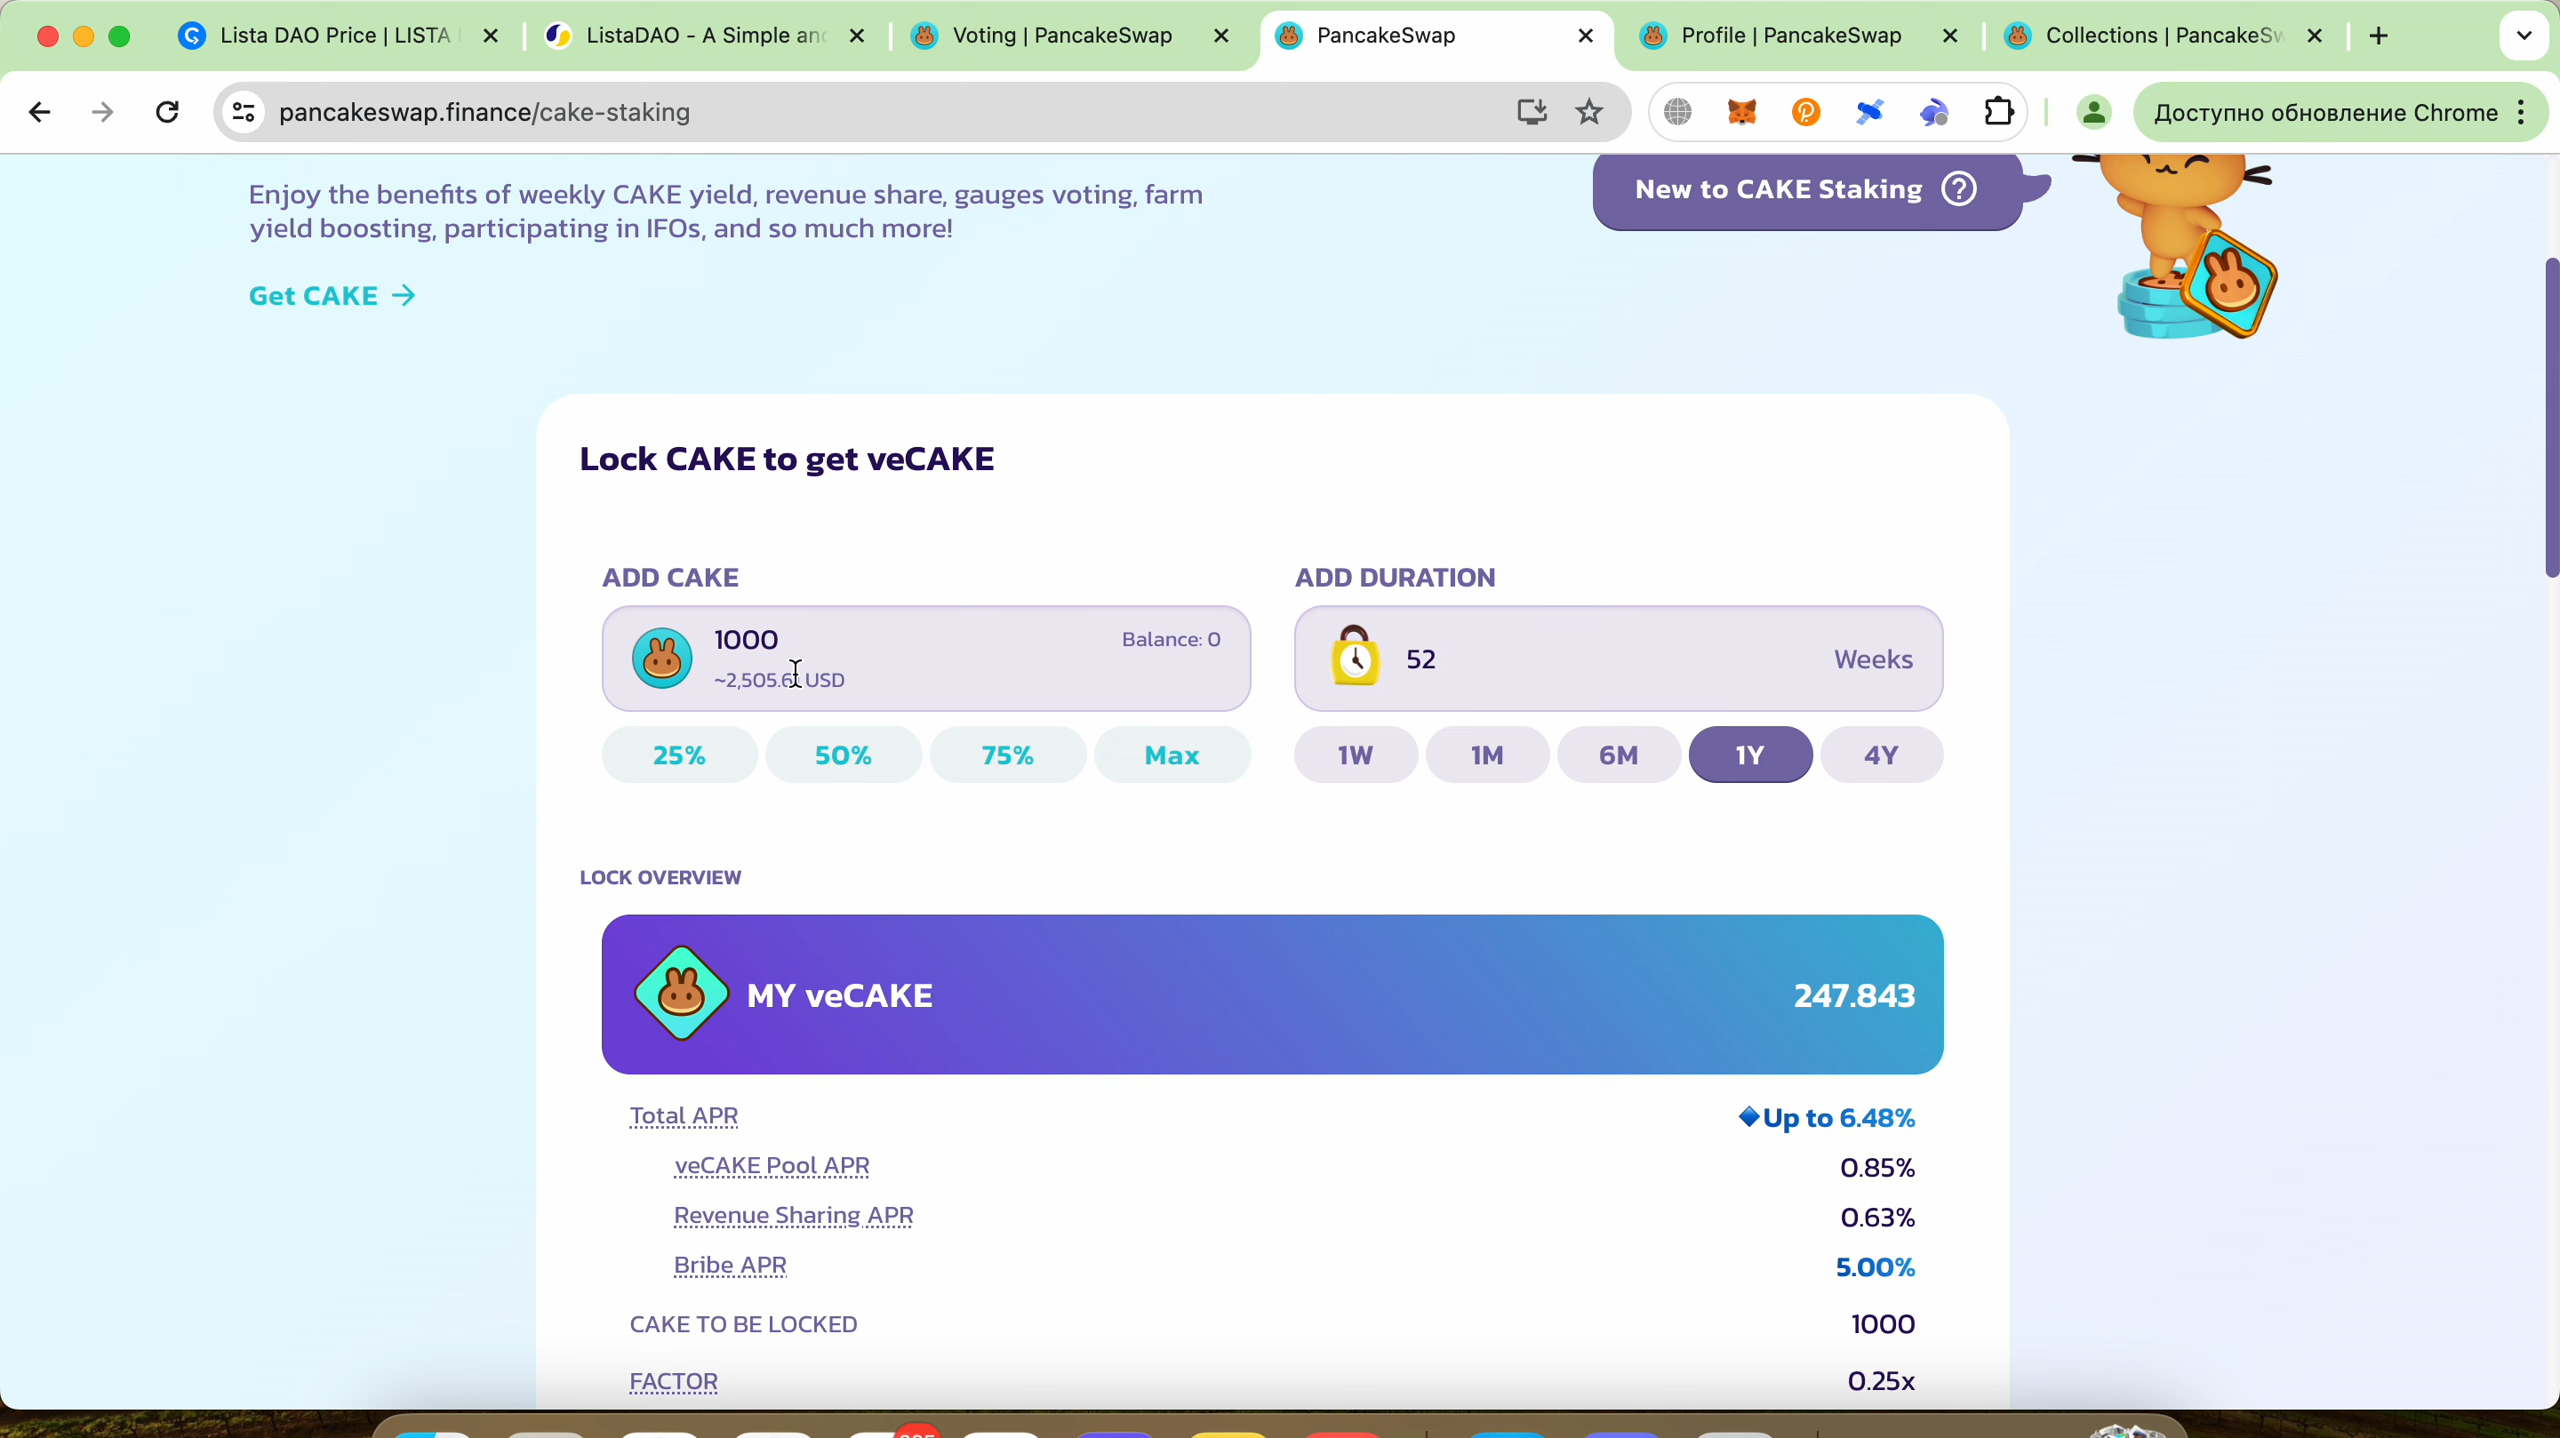 Lista DAO Price | LISTA
ListaDAO - A Simple an
Voting | PancakeSwap
PancakeSwap
Profile | PancakeSwap
Collections | PancakeSw
pancakeswap.finance/cake-staking
Доступно обновление Chrome
Enjoy the benefits of weekly CAKE yield, revenue share, gauges voting, farm
yield boosting, participating in IFOs, and so much more!
New to CAKE Staking
Get CAKE →
Lock CAKE to get veCAKE
ADD CAKE
ADD DURATION
1000
Balance: 0
~2,505.6 USD
52
Weeks
25%
50%
75%
Max
1W
1M
6M
1Y
4Y
LOCK OVERVIEW
MY veCAKE
247.843
Total APR
Up to 6.48%
veCAKE Pool APR
0.85%
Revenue Sharing APR
0.63%
Bribe APR
5.00%
CAKE TO BE LOCKED
1000
FACTOR
0.25x